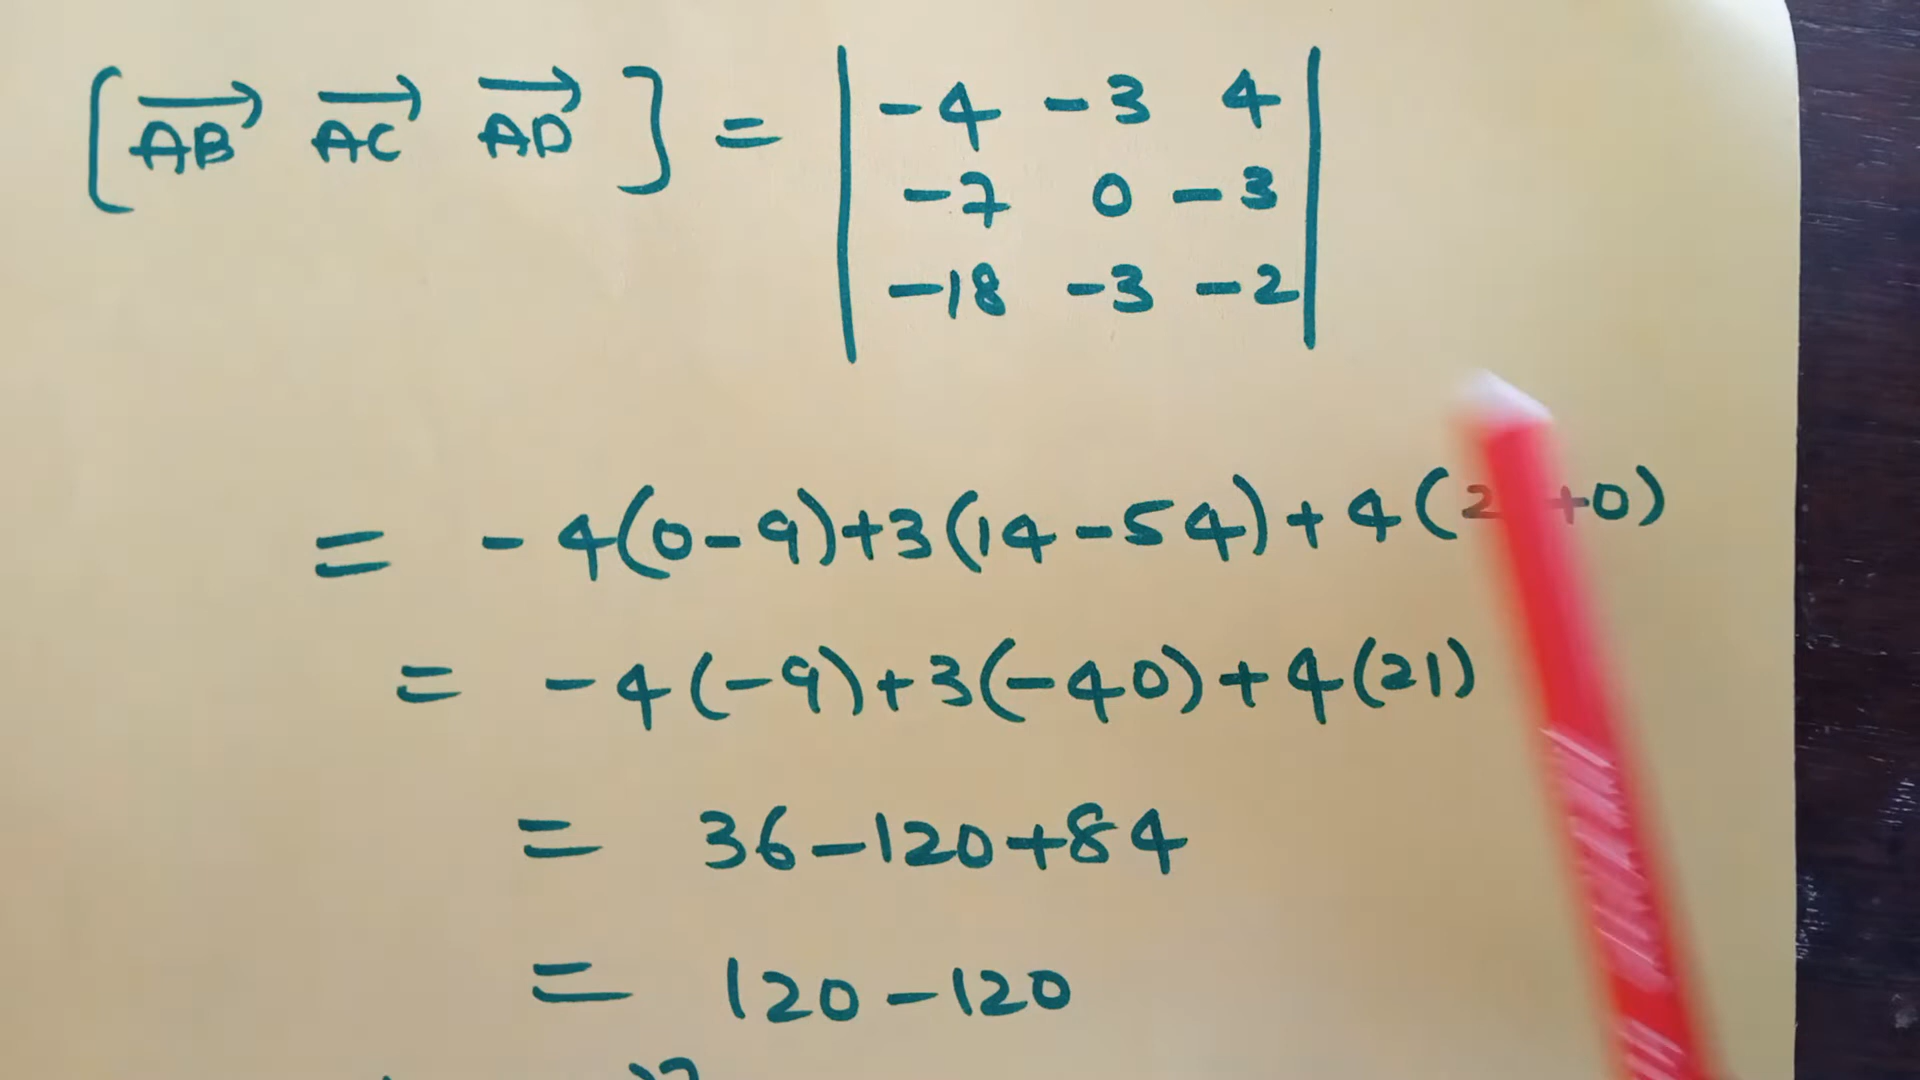 [AB⃗ AC⃗ AD⃗] = | -4 -3 4 |
| -7 0 -3 |
| -18 -3 -2 |
= -4(0-9)+3(14-54)+4(2 +0)
= -4(-9)+3(-40)+4(21)
= 36-120+84
= 120-120